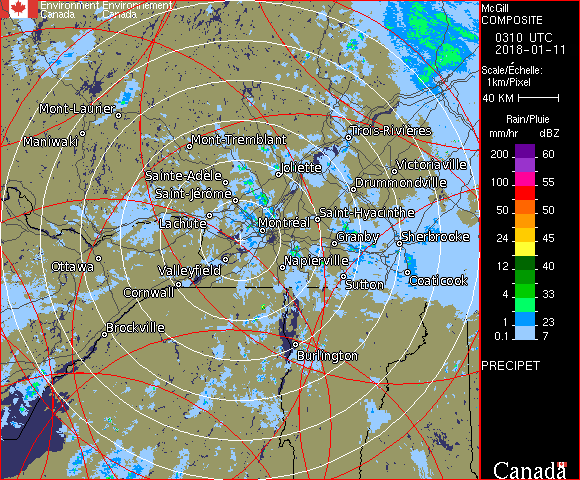 Environment Environnement
Canada Canada
McGill
COMPOSITE
0310 UTC
2018-01-11
Scale/Échelle:
1km/Pixel
40 KM
Rain/Pluie
mm/hr dBZ
200 60
100 55
50 50
24 45
12 40
4 33
1 23
0.1 7
PRECIPET
Canada
Mont-Laurier
Maniwaki
Mont-Tremblant
Trois-Rivières
Sainte-Adèle
Joliette
Victoriaville
Saint-Jérôme
Drummondville
Lachute
Montréal
Saint-Hyacinthe
Granby
Sherbrooke
Ottawa
Valleyfield
Napierville
Cornwall
Sutton
Coaticook
Brockville
Burlington